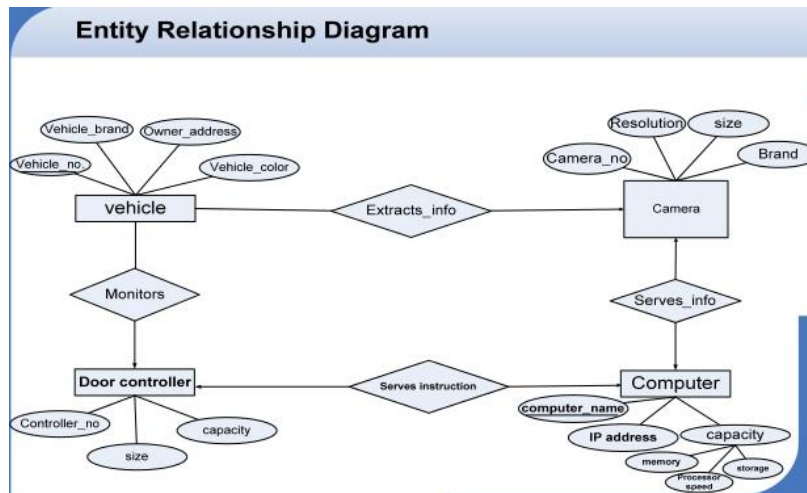 Entity Relationship Diagram
Vehicle_brand
Owner_address
Vehicle_no.
Vehicle_color
vehicle
Resolution
size
Camera_no
Brand
Camera
Extracts_info
Monitors
Serves_info
Door controller
Serves instruction
Computer
Controller_no
capacity
size
computer_name
IP address
capacity
memory
Processor
speed
storage